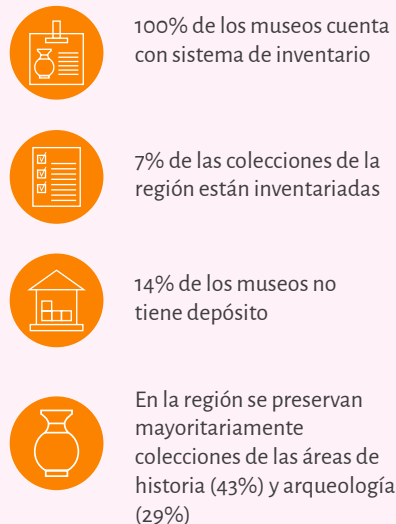 100% de los museos cuenta
con sistema de inventario
7% de las colecciones de la
región están inventariadas
14% de los museos no
tiene depósito
En la región se preservan
mayoritariamente
colecciones de las áreas de
historia (43%) y arqueología
(29%)